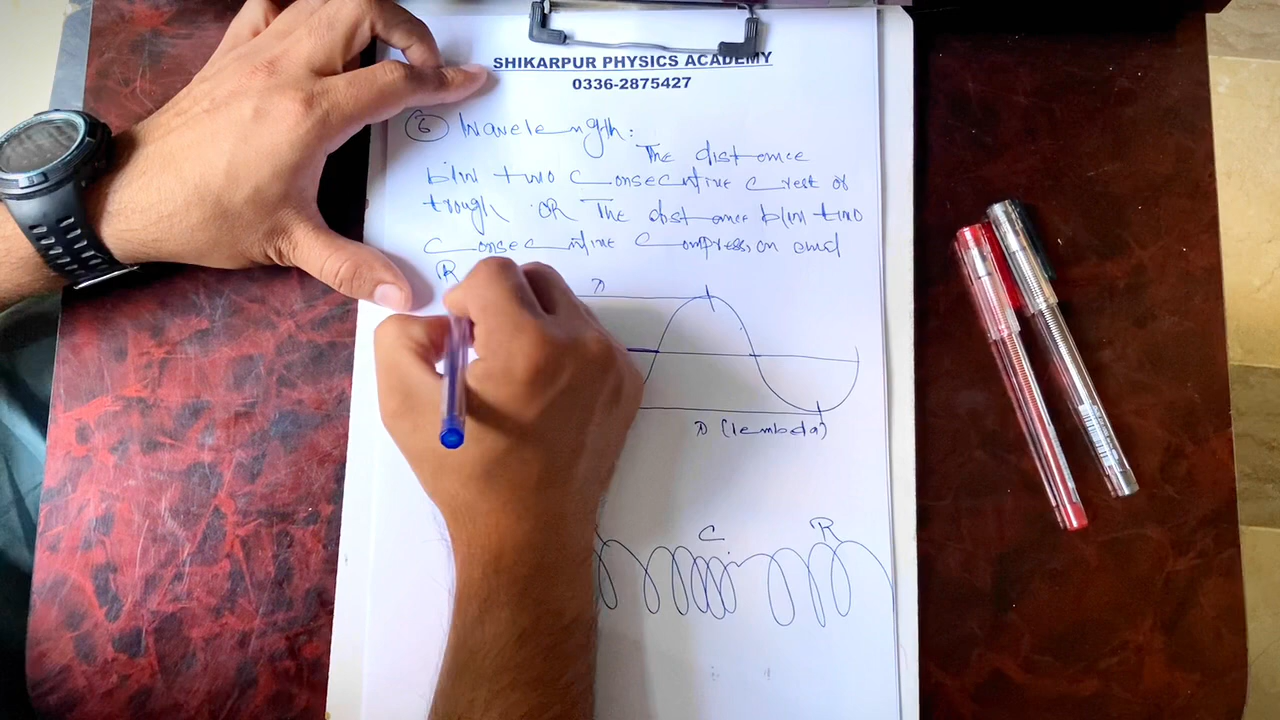 SHIKARPUR PHYSICS ACADEMY
0336-2875427
6 Wavelength:
The distance
b/w two consecutive crest or
trough OR The distance b/w two
consecutive compression and
R
λ
λ (lembda)
C R